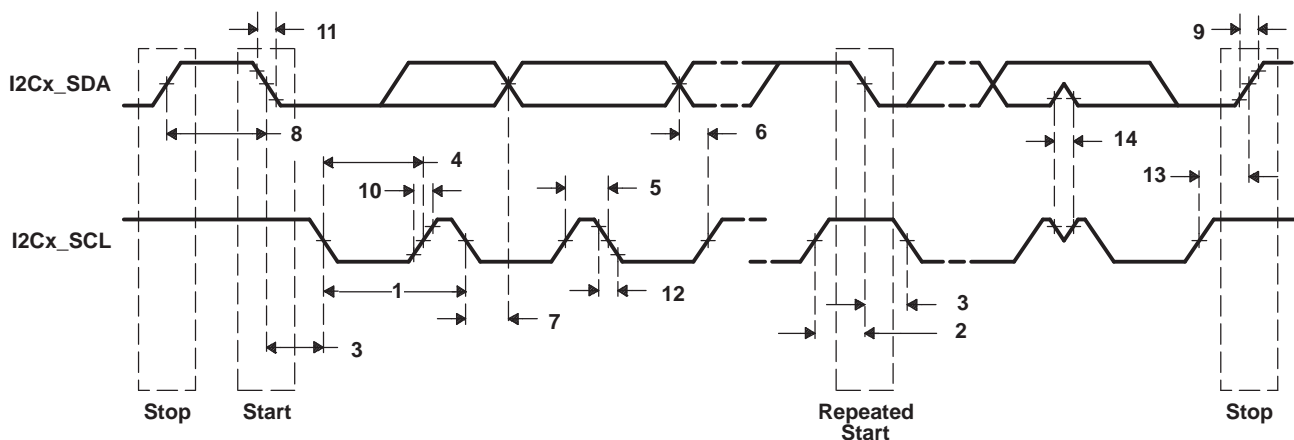 11
9
I2Cx_SDA
8
6
4
14
10
5
13
I2Cx_SCL
1
12
3
7
2
3
Stop
Start
Repeated
Start
Stop